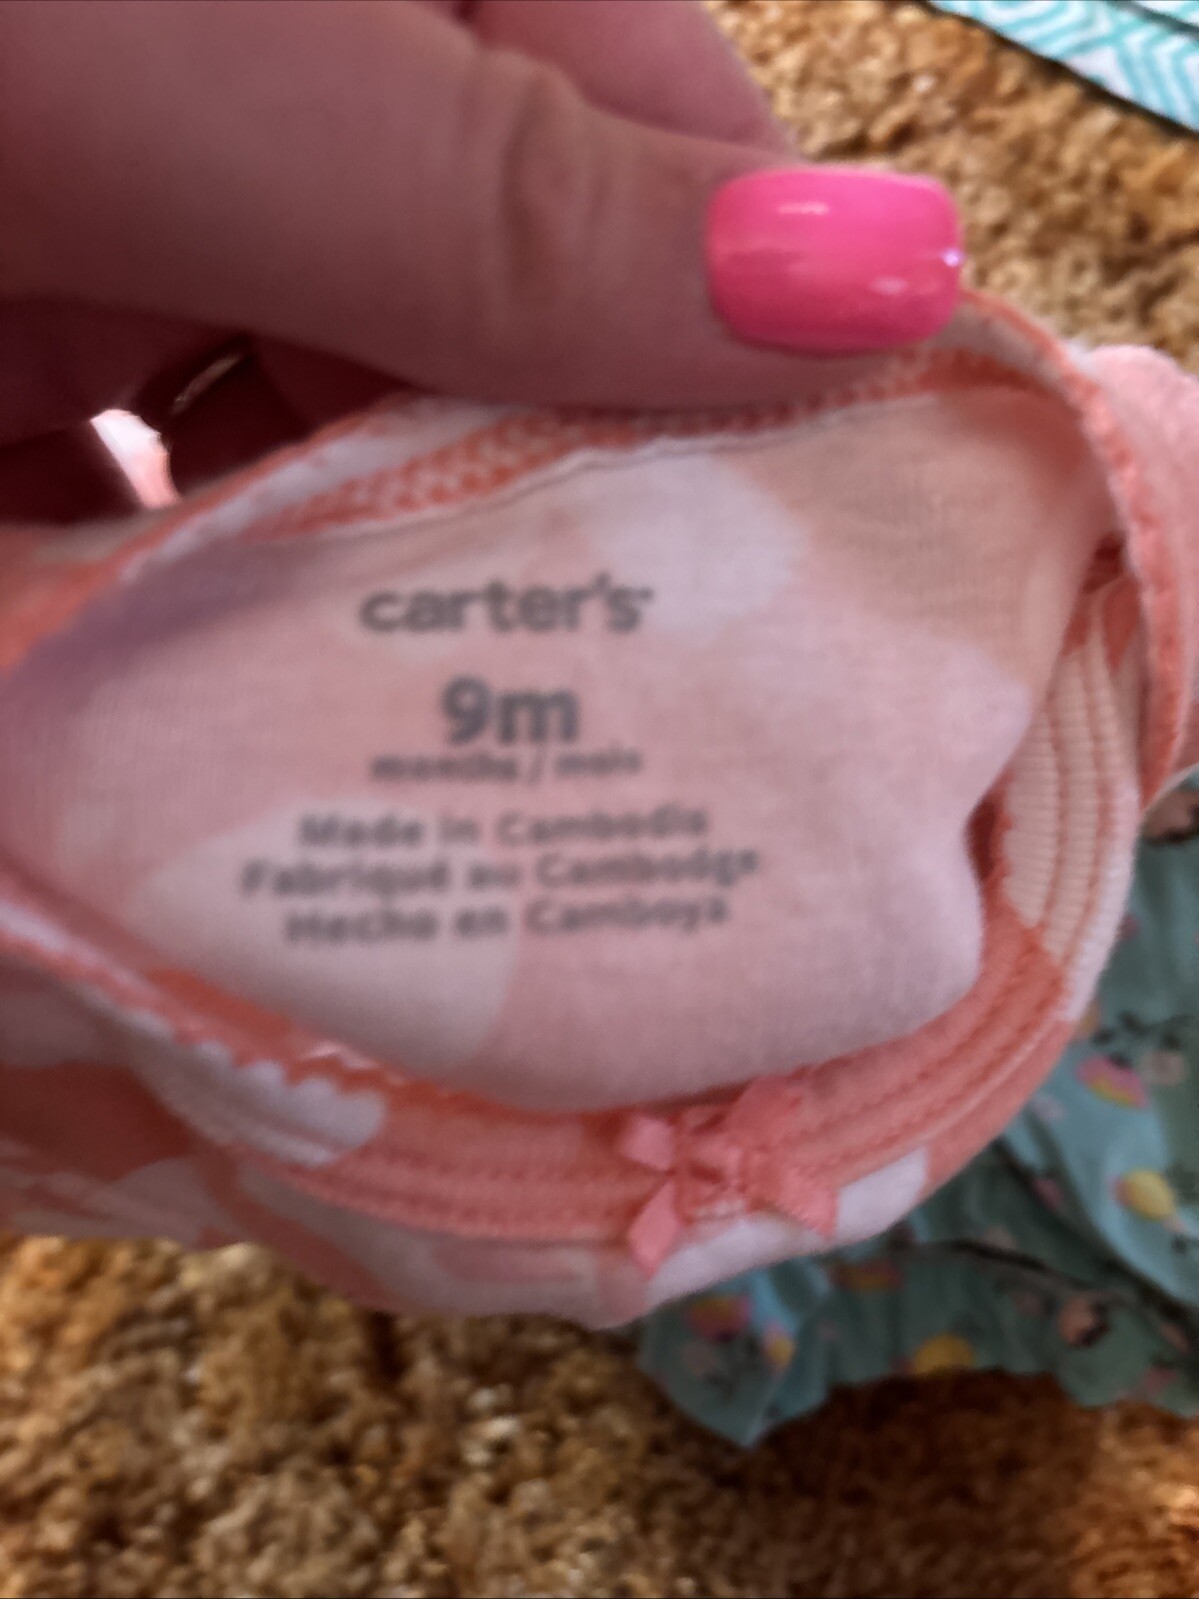 carter's
9m
months / mois
Made in Cambodia
Fabriqué au Cambodge
Hecho en Camboya